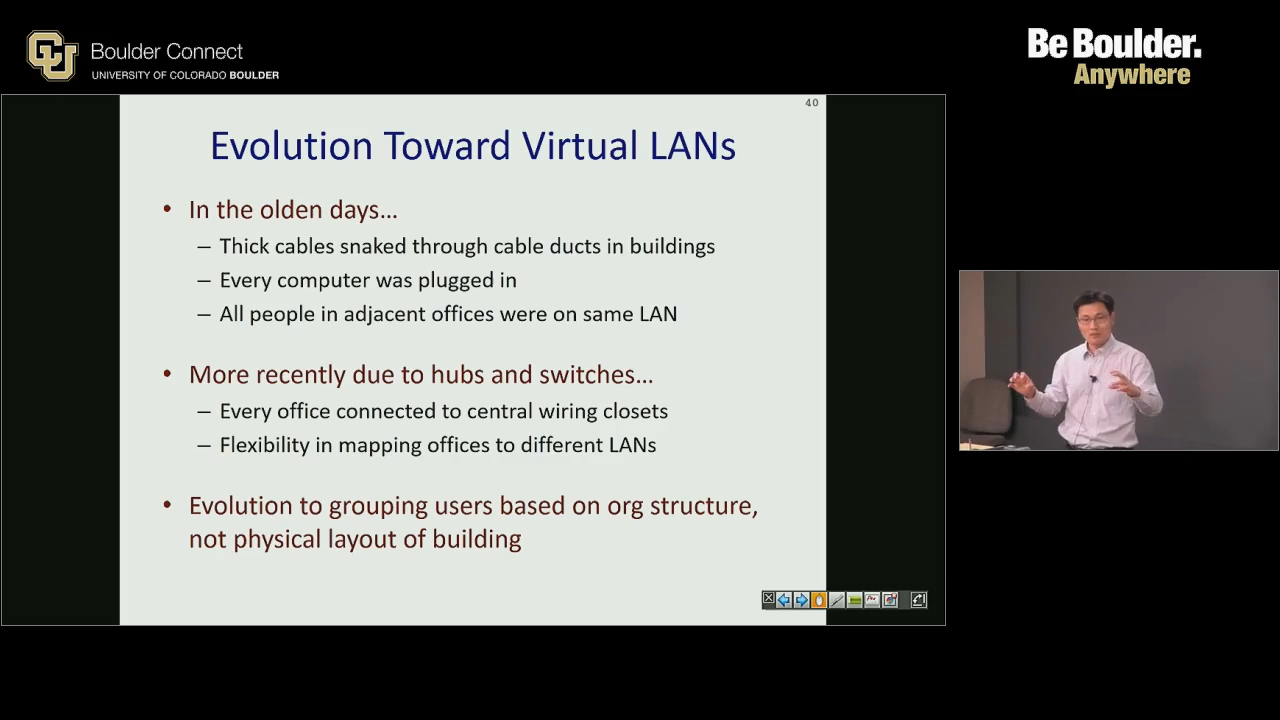 Boulder Connect
UNIVERSITY OF COLORADO BOULDER
Be Boulder.
Anywhere
40
Evolution Toward Virtual LANs
• In the olden days…
– Thick cables snaked through cable ducts in buildings
– Every computer was plugged in
– All people in adjacent offices were on same LAN
• More recently due to hubs and switches…
– Every office connected to central wiring closets
– Flexibility in mapping offices to different LANs
• Evolution to grouping users based on org structure,
not physical layout of building